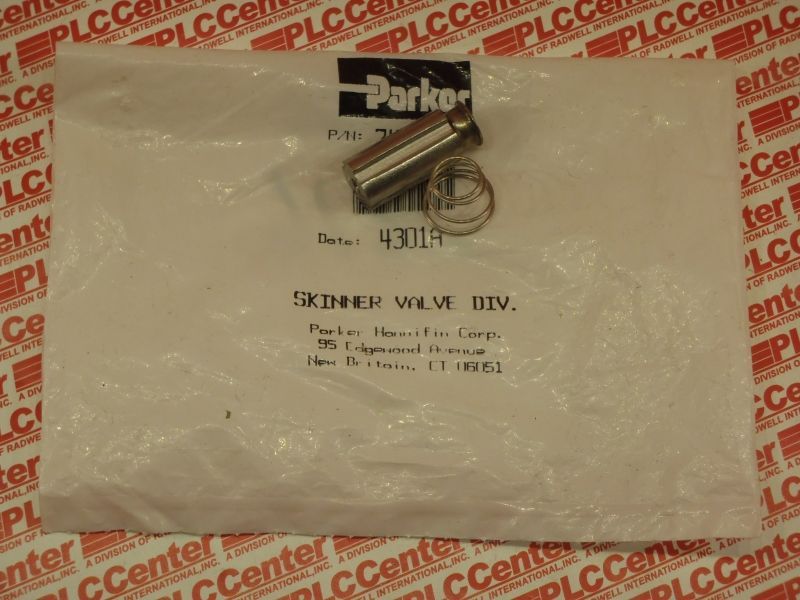 Parker
P/N: 7
Date: 4301A
SKINNER VALVE DIV.
Parker Hannifin Corp.
95 Edgewood Avenue
New Britain, CT 06051
PLCCenter
A DIVISION OF RADWELL INTERNATIONAL, INC.